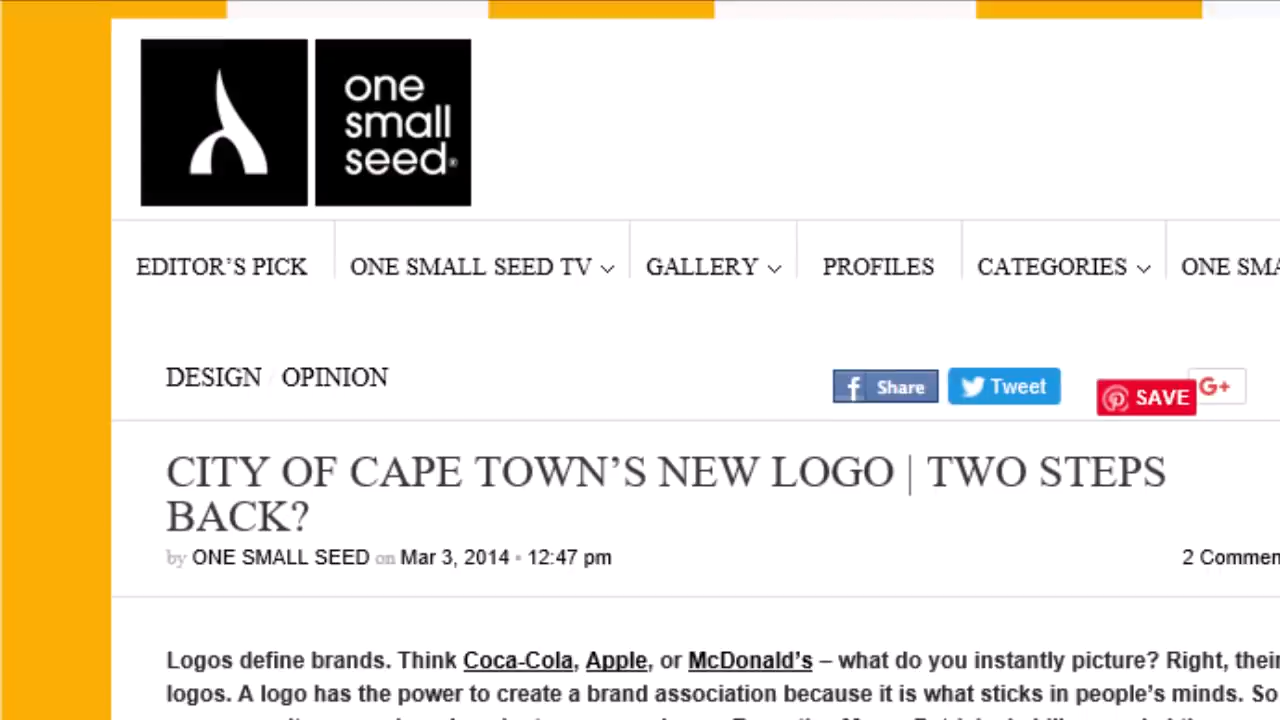 one
small
seed®
EDITOR'S PICK ONE SMALL SEED TV GALLERY PROFILES CATEGORIES ONE
DESIGN / OPINION
Share Tweet SAVE G+
CITY OF CAPE TOWN'S NEW LOGO | TWO STEPS
BACK?
by ONE SMALL SEED on Mar 3, 2014 • 12:47 pm
2
Logos define brands. Think Coca-Cola, Apple, or McDonald's – what do you instantly picture? Right, their
logos. A logo has the power to create a brand association because it is what sticks in people's minds. So